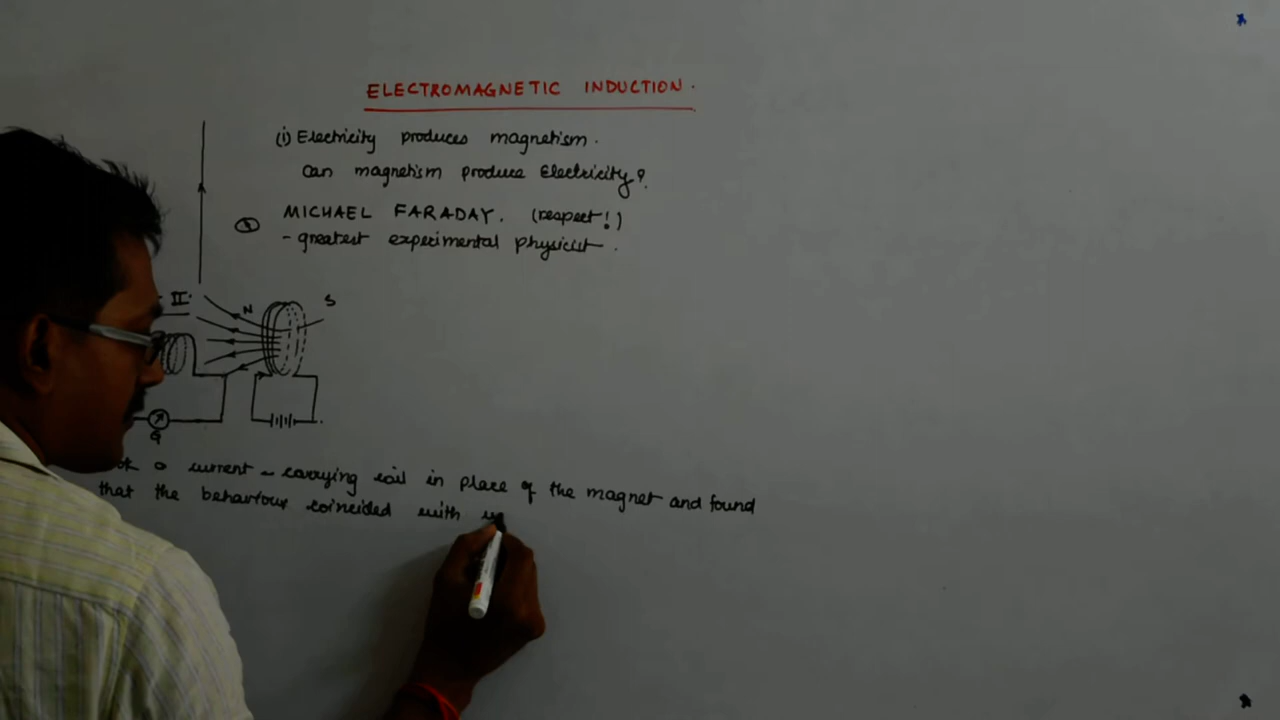 ELECTROMAGNETIC INDUCTION.
(i) Electricity produces magnetism.
Can magnetism produce Electricity?
MICHAEL FARADAY. (respect!)
- greatest experimental physicist.
II.
N
S
G
a current-carrying coil in place of the magnet and found
that the behaviour coincided with